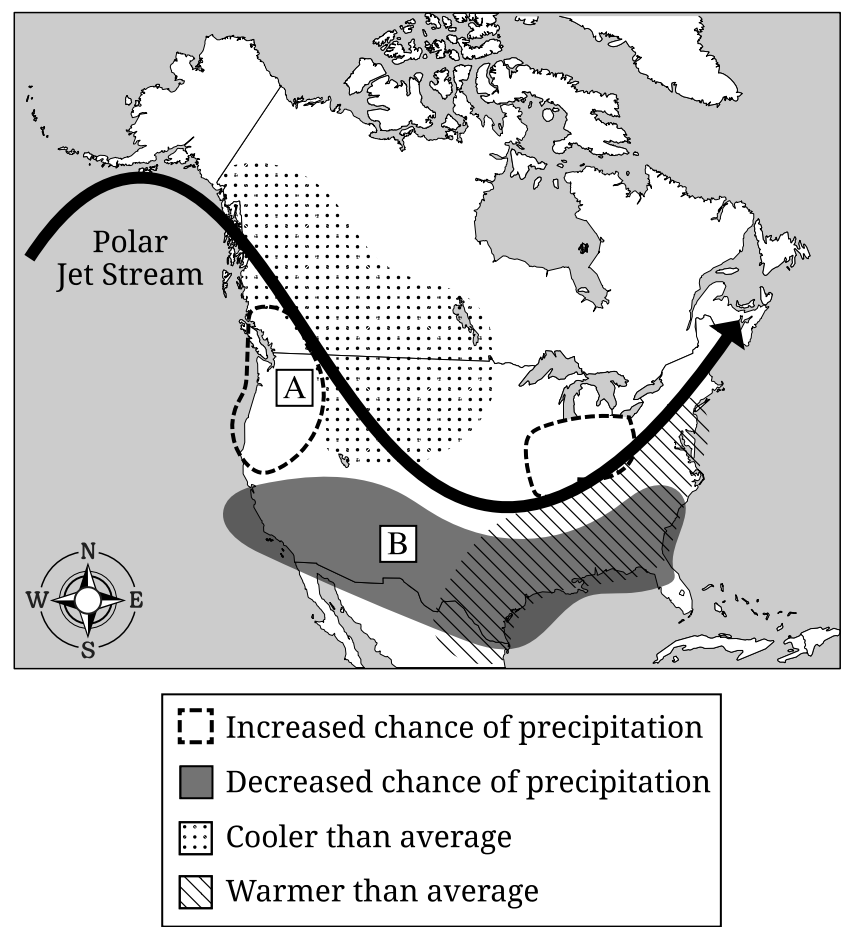 Polar
Jet Stream
A
B
N
W E
S
Increased chance of precipitation
Decreased chance of precipitation
Cooler than average
Warmer than average